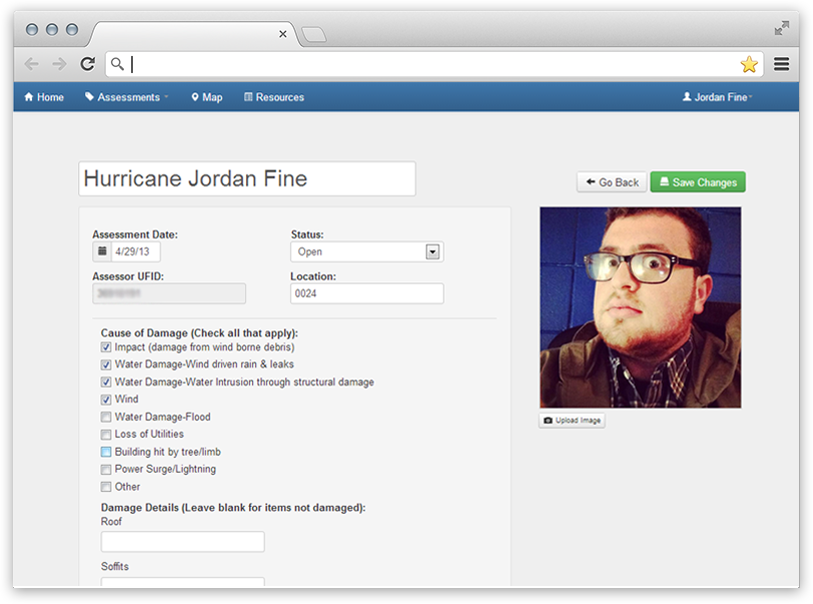 Home Assessments Map Resources Jordan Fine
Hurricane Jordan Fine
Go Back Save Changes
Assessment Date: Status:
4/29/13 Open
Assessor UFID: Location:
0024
Cause of Damage (Check all that apply):
Impact (damage from wind borne debris)
Water Damage-Wind driven rain & leaks
Water Damage-Water Intrusion through structural damage
Wind
Water Damage-Flood
Upload Image
Loss of Utilities
Building hit by tree/limb
Power Surge/Lightning
Other
Damage Details (Leave blank for items not damaged):
Roof
Soffits